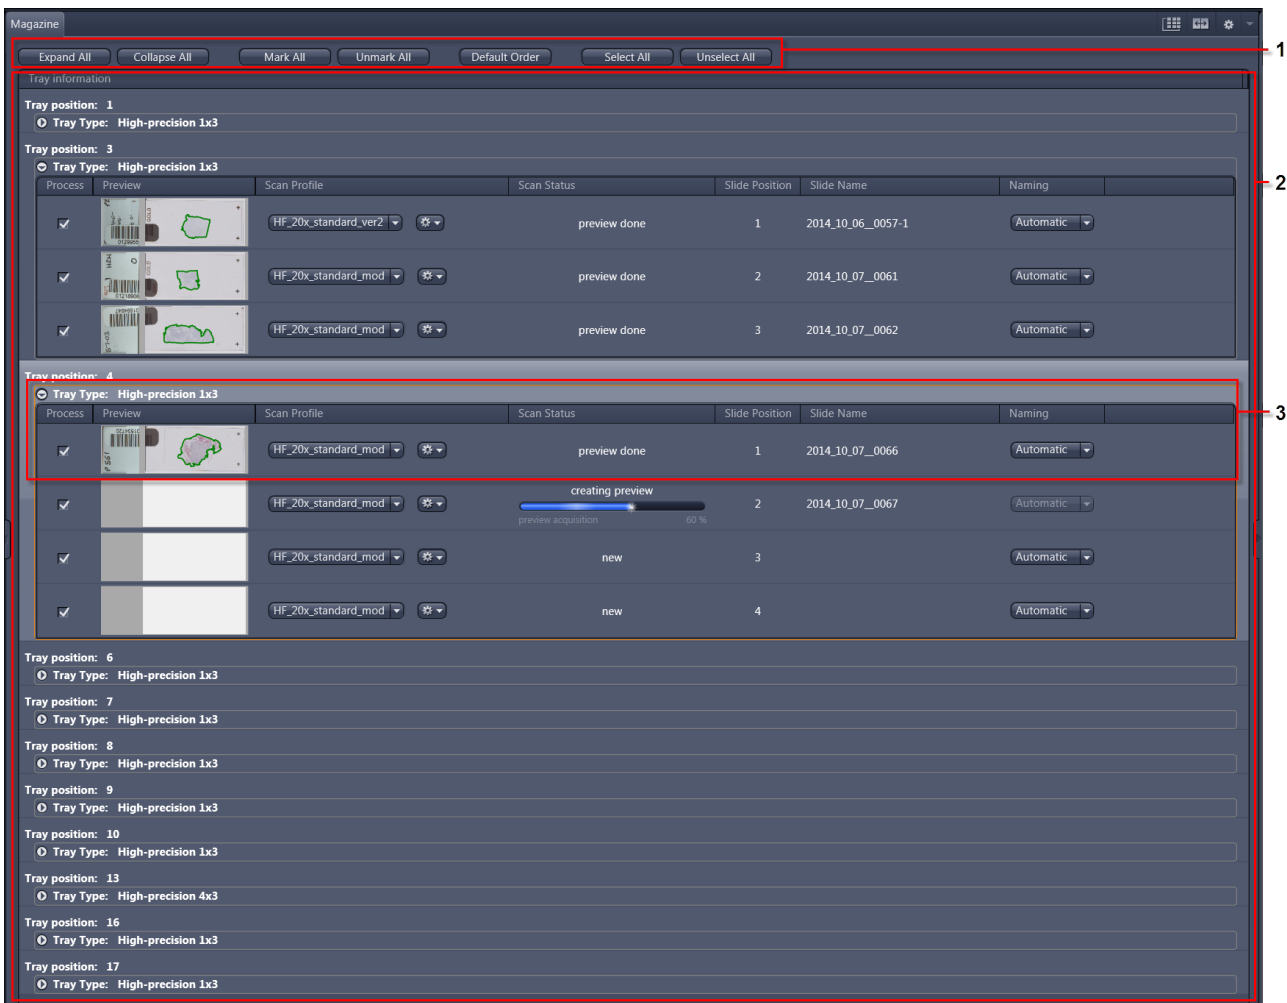 Magazine
Expand All Collapse All Mark All Unmark All Default Order Select All Unselect All 1
Tray information
Tray position: 1
Tray Type: High-precision 1x3
Tray position: 3
Tray Type: High-precision 1x3
2
Process Preview Scan Profile Scan Status Slide Position Slide Name Naming
HF_20x_standard_ver2 preview done 1 2014_10_06__0057-1 Automatic
HF_20x_standard_mod preview done 2 2014_10_07__0061 Automatic
HF_20x_standard_mod preview done 3 2014_10_07__0062 Automatic
Tray position: 4
Tray Type: High-precision 1x3
Process Preview Scan Profile Scan Status Slide Position Slide Name Naming 3
HF_20x_standard_mod preview done 1 2014_10_07__0066 Automatic
creating preview
HF_20x_standard_mod 2 2014_10_07__0067 Automatic
preview acquisition 60 %
HF_20x_standard_mod new 3 Automatic
HF_20x_standard_mod new 4 Automatic
Tray position: 6
Tray Type: High-precision 1x3
Tray position: 7
Tray Type: High-precision 1x3
Tray position: 8
Tray Type: High-precision 1x3
Tray position: 9
Tray Type: High-precision 1x3
Tray position: 10
Tray Type: High-precision 1x3
Tray position: 13
Tray Type: High-precision 4x3
Tray position: 16
Tray Type: High-precision 1x3
Tray position: 17
Tray Type: High-precision 1x3